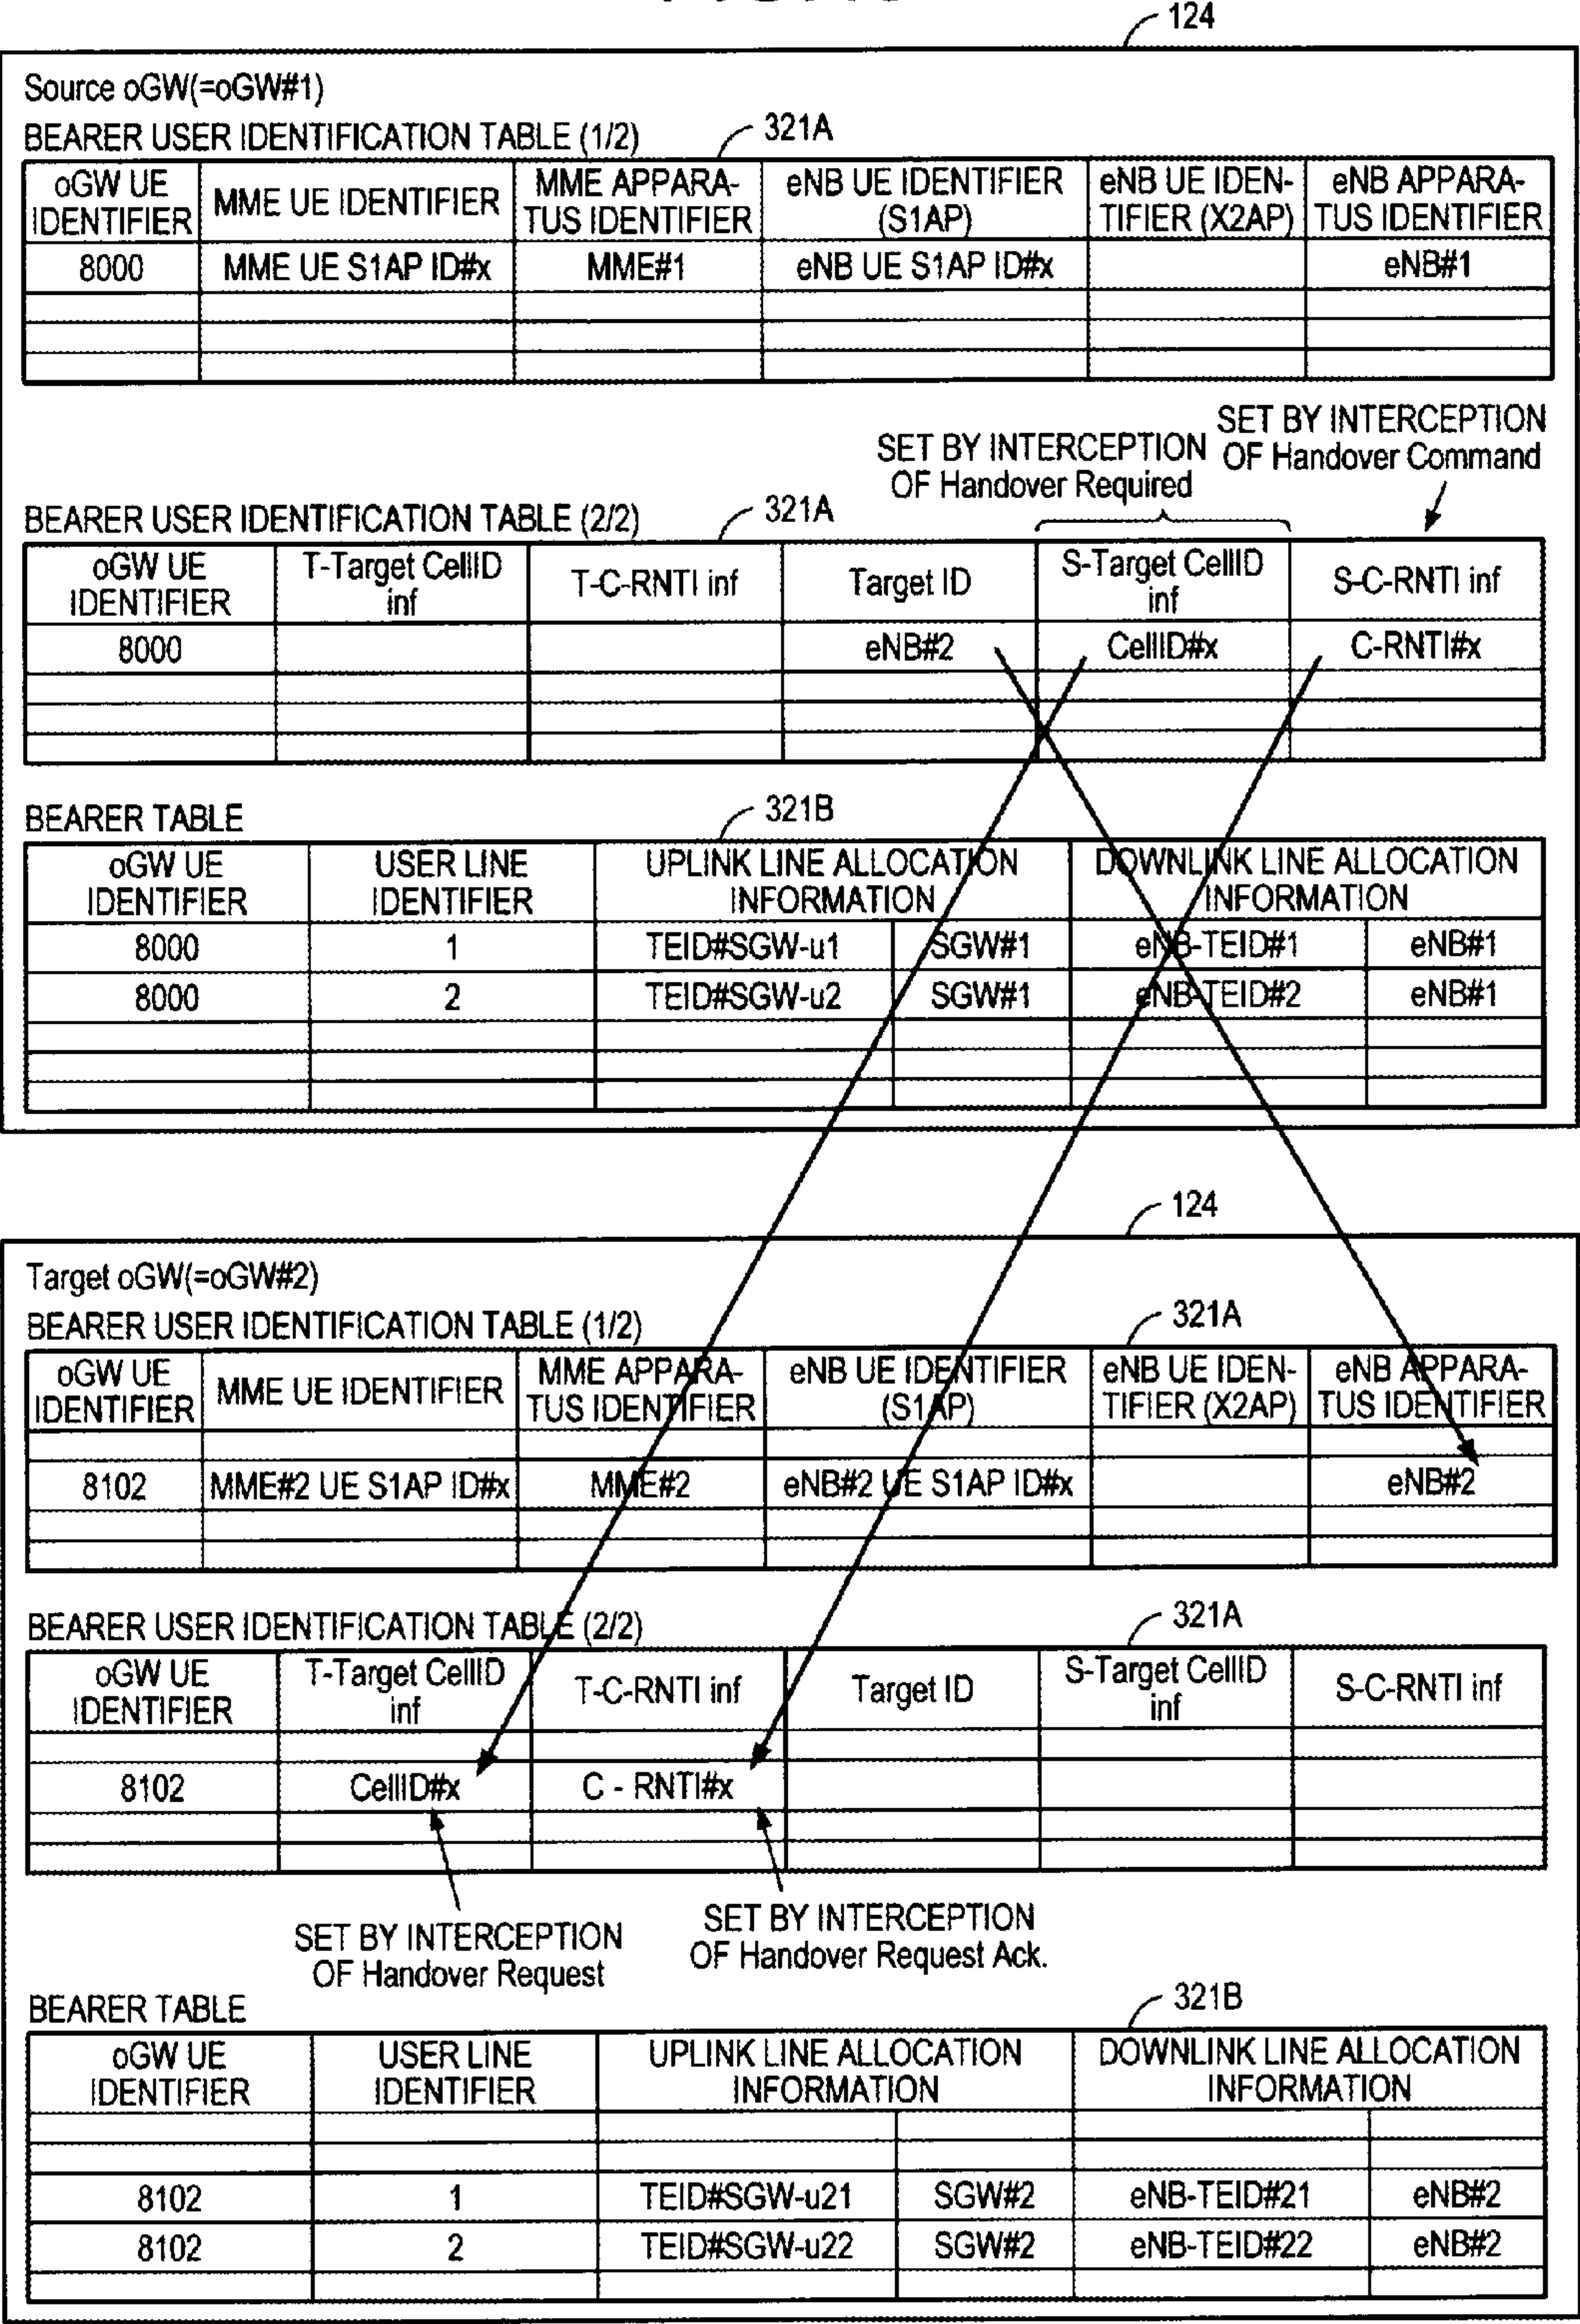 124
Source oGW(=oGW#1)
BEARER USER IDENTIFICATION TABLE (1/2)
321A
oGW UE IDENTIFIER MME UE IDENTIFIER MME APPARA-TUS IDENTIFIER eNB UE IDENTIFIER (S1AP) eNB UE IDEN-TIFIER (X2AP) eNB APPARA-TUS IDENTIFIER
8000 MME UE S1AP ID#x MME#1 eNB UE S1AP ID#x eNB#1
SET BY INTERCEPTION
OF Handover Required
SET BY INTERCEPTION
OF Handover Command
BEARER USER IDENTIFICATION TABLE (2/2)
321A
oGW UE IDENTIFIER T-Target CellID inf T-C-RNTI inf Target ID S-Target CellID inf S-C-RNTI inf
8000 eNB#2 CellID#x C-RNTI#x
BEARER TABLE
321B
oGW UE IDENTIFIER USER LINE IDENTIFIER UPLINK LINE ALLOCATION INFORMATION DOWNLINK LINE ALLOCATION INFORMATION
8000 1 TEID#SGW-u1 SGW#1 eNB-TEID#1 eNB#1
8000 2 TEID#SGW-u2 SGW#1 eNB-TEID#2 eNB#1
124
Target oGW(=oGW#2)
BEARER USER IDENTIFICATION TABLE (1/2)
321A
oGW UE IDENTIFIER MME UE IDENTIFIER MME APPARA-TUS IDENTIFIER eNB UE IDENTIFIER (S1AP) eNB UE IDEN-TIFIER (X2AP) eNB APPARA-TUS IDENTIFIER
8102 MME#2 UE S1AP ID#x MME#2 eNB#2 UE S1AP ID#x eNB#2
BEARER USER IDENTIFICATION TABLE (2/2)
321A
oGW UE IDENTIFIER T-Target CellID inf T-C-RNTI inf Target ID S-Target CellID inf S-C-RNTI inf
8102 CellID#x C - RNTI#x
SET BY INTERCEPTION
OF Handover Request
SET BY INTERCEPTION
OF Handover Request Ack.
BEARER TABLE
321B
oGW UE IDENTIFIER USER LINE IDENTIFIER UPLINK LINE ALLOCATION INFORMATION DOWNLINK LINE ALLOCATION INFORMATION
8102 1 TEID#SGW-u21 SGW#2 eNB-TEID#21 eNB#2
8102 2 TEID#SGW-u22 SGW#2 eNB-TEID#22 eNB#2